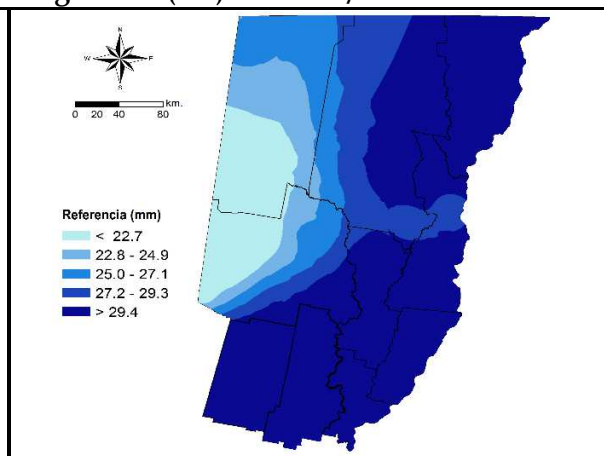 N
W
E
S
km.
0 20 40 80
Referencia (mm)
< 22.7
22.8 - 24.9
25.0 - 27.1
27.2 - 29.3
> 29.4